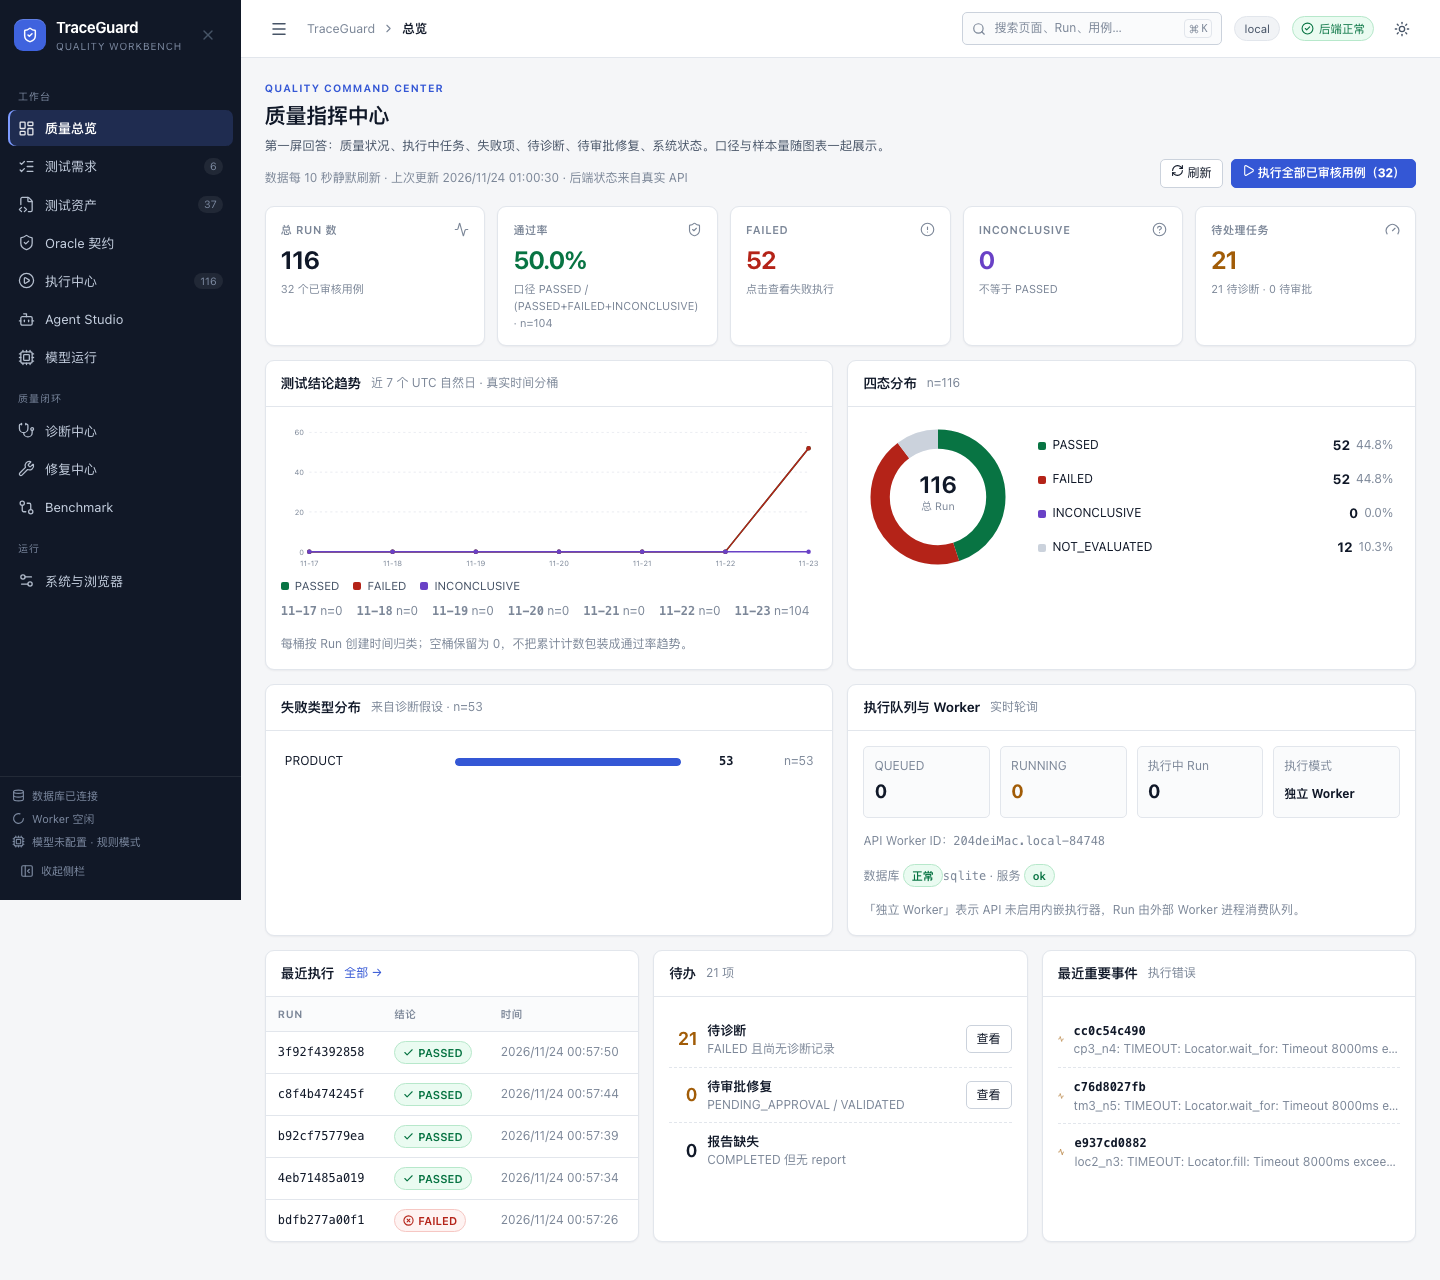 TraceGuard
QUALITY WORKBENCH
工作台
质量总览
测试需求 6
测试资产 37
Oracle 契约
执行中心 116
Agent Studio
模型运行
质量闭环
诊断中心
修复中心
Benchmark
运行
系统与浏览器
数据库已连接
Worker 空闲
模型未配置 · 规则模式
收起侧栏
TraceGuard > 总览
搜索页面、Run、用例... ⌘ K
local
后端正常
QUALITY COMMAND CENTER
质量指挥中心
第一屏回答：质量状况、执行中任务、失败项、待诊断、待审批修复、系统状态。口径与样本量随图表一起展示。
数据每 10 秒静默刷新 · 上次更新 2026/11/24 01:00:30 · 后端状态来自真实 API
刷新
执行全部已审核用例（32）
总 RUN 数
116
32 个已审核用例
通过率
50.0%
口径 PASSED /
(PASSED+FAILED+INCONCLUSIVE)
· n=104
FAILED
52
点击查看失败执行
INCONCLUSIVE
0
不等于 PASSED
待处理任务
21
21 待诊断 · 0 待审批
测试结论趋势 近 7 个 UTC 自然日 · 真实时间分桶
60
40
20
0
11-17 11-18 11-19 11-20 11-21 11-22 11-23
PASSED FAILED INCONCLUSIVE
11-17 n=0 11-18 n=0 11-19 n=0 11-20 n=0 11-21 n=0 11-22 n=0 11-23 n=104
每桶按 Run 创建时间归类；空桶保留为 0，不把累计计数包装成通过率趋势。
四态分布 n=116
116
总 Run
PASSED 52 44.8%
FAILED 52 44.8%
INCONCLUSIVE 0 0.0%
NOT_EVALUATED 12 10.3%
失败类型分布 来自诊断假设 · n=53
PRODUCT 53 n=53
执行队列与 Worker 实时轮询
QUEUED
0
RUNNING
0
执行中 Run
0
执行模式
独立 Worker
API Worker ID：204deiMac.local-84748
数据库 正常 sqlite · 服务 ok
「独立 Worker」表示 API 未启用内嵌执行器，Run 由外部 Worker 进程消费队列。
最近执行 全部 →
RUN 结论 时间
3f92f4392858 PASSED 2026/11/24 00:57:50
c8f4b474245f PASSED 2026/11/24 00:57:44
b92cf75779ea PASSED 2026/11/24 00:57:39
4eb71485a019 PASSED 2026/11/24 00:57:34
bdfb277a00f1 FAILED 2026/11/24 00:57:26
待办 21 项
21 待诊断
FAILED 且尚无诊断记录
查看
0 待审批修复
PENDING_APPROVAL / VALIDATED
查看
0 报告缺失
COMPLETED 但无 report
最近重要事件 执行错误
cc0c54c490
cp3_n4: TIMEOUT: Locator.wait_for: Timeout 8000ms e...
c76d8027fb
tm3_n5: TIMEOUT: Locator.wait_for: Timeout 8000ms e...
e937cd0882
loc2_n3: TIMEOUT: Locator.fill: Timeout 8000ms excee...